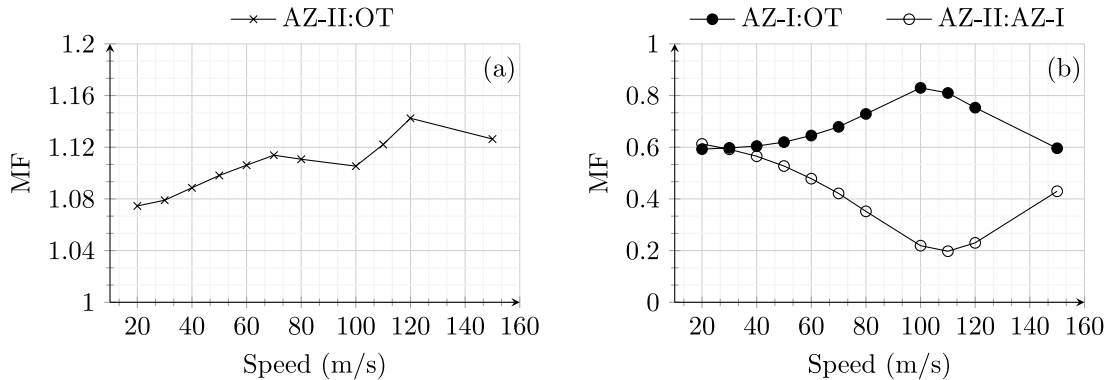 AZ-II:OT
(a)
1.2
1.16
1.12
1.08
1.04
1
MF
20 40 60 80 100 120 140 160
Speed (m/s)
AZ-I:OT AZ-II:AZ-I
(b)
1
0.8
0.6
0.4
0.2
0
MF
20 40 60 80 100 120 140 160
Speed (m/s)